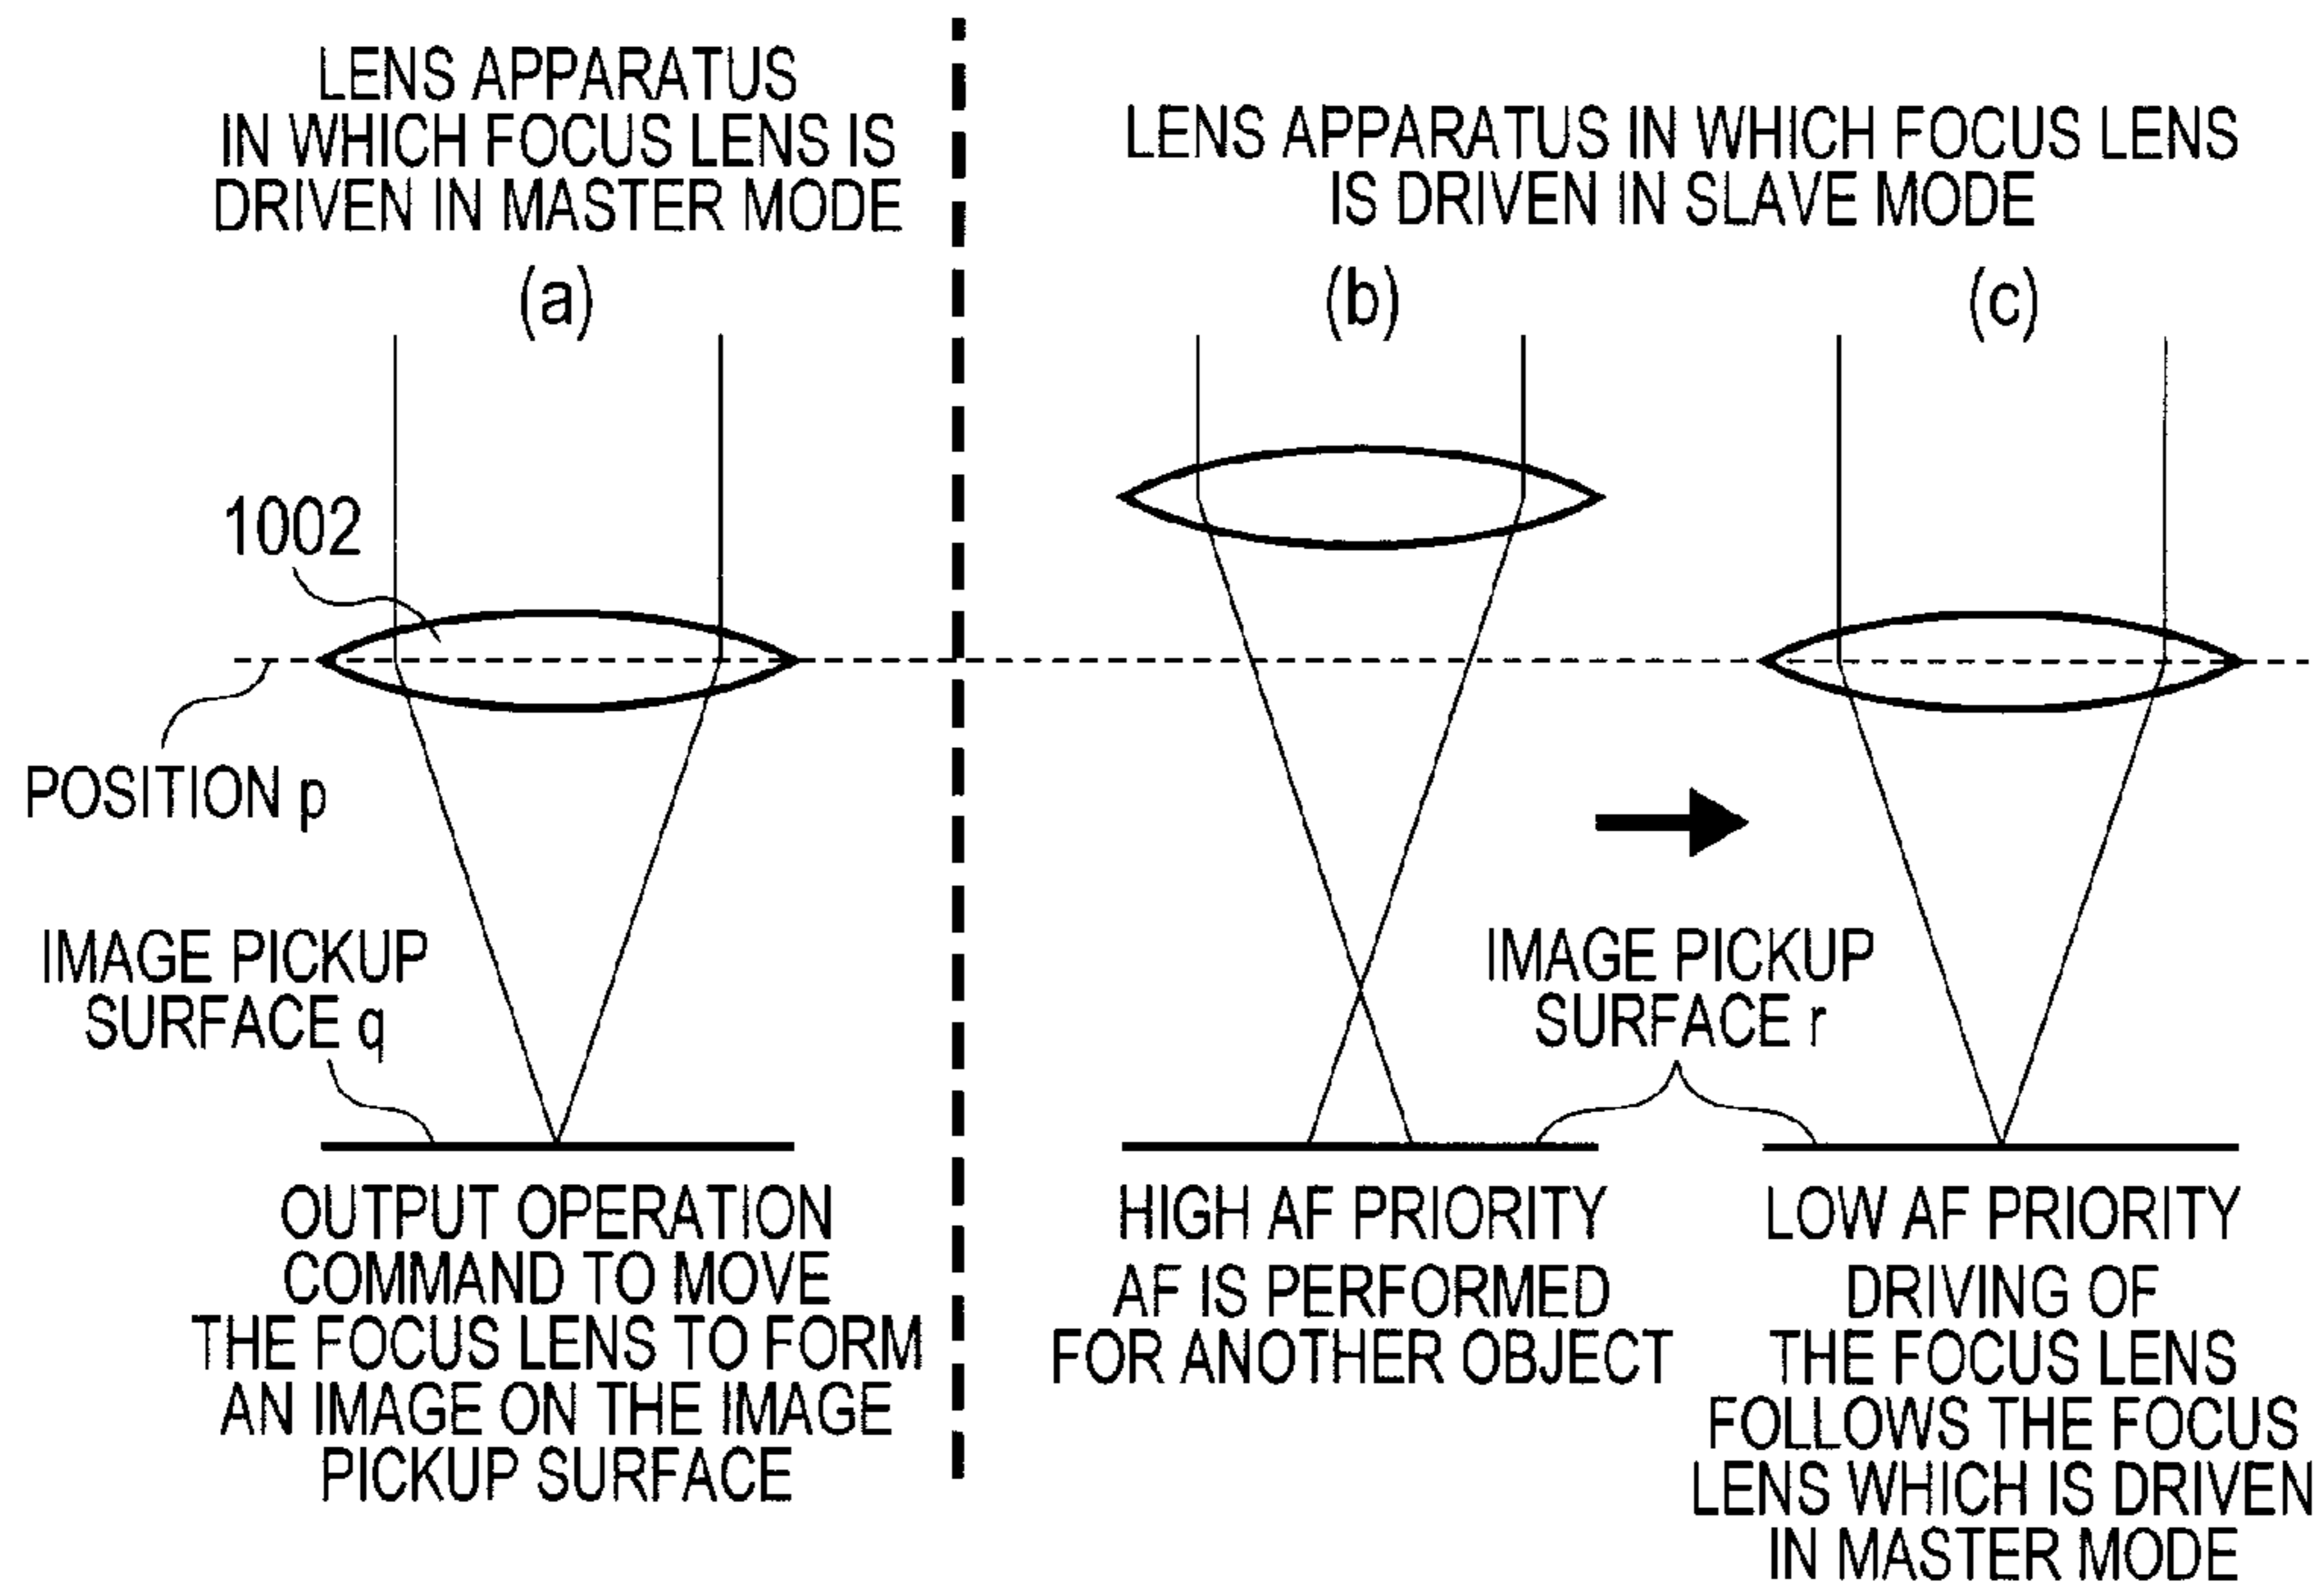 LENS APPARATUS
IN WHICH FOCUS LENS IS
DRIVEN IN MASTER MODE
(a)
LENS APPARATUS IN WHICH FOCUS LENS
IS DRIVEN IN SLAVE MODE
(b)
(c)
1002
POSITION p
IMAGE PICKUP
SURFACE q
IMAGE PICKUP
SURFACE r
OUTPUT OPERATION
COMMAND TO MOVE
THE FOCUS LENS TO FORM
AN IMAGE ON THE IMAGE
PICKUP SURFACE
HIGH AF PRIORITY
AF IS PERFORMED
FOR ANOTHER OBJECT
LOW AF PRIORITY
DRIVING OF
THE FOCUS LENS
FOLLOWS THE FOCUS
LENS WHICH IS DRIVEN
IN MASTER MODE